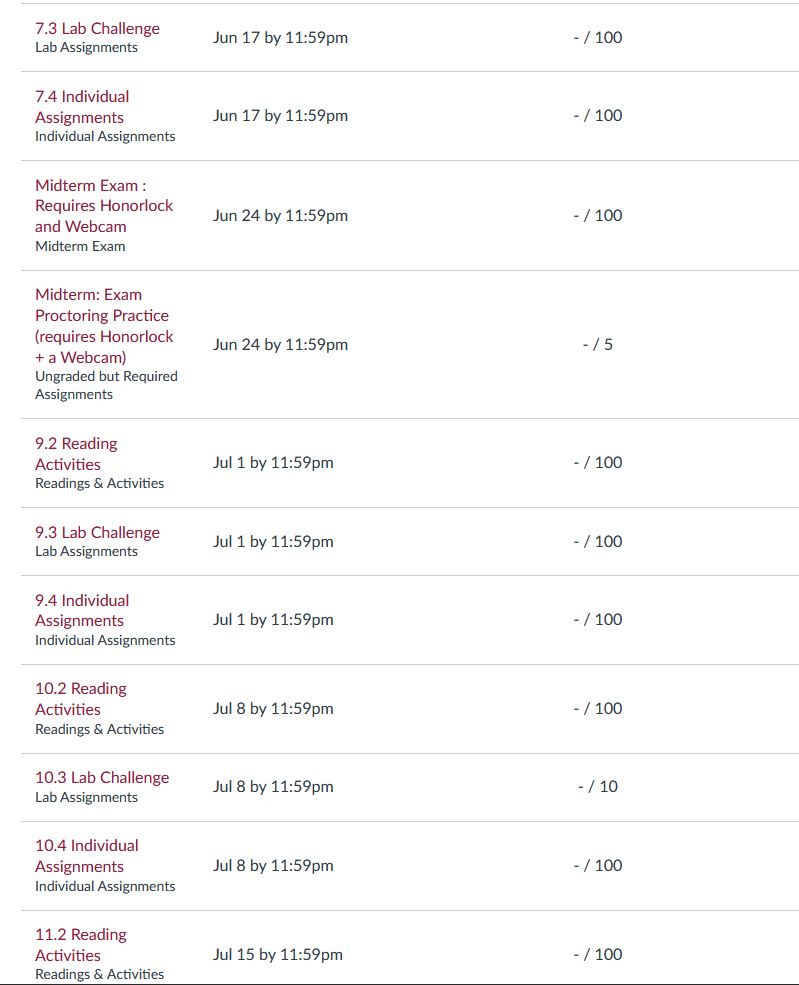 7.3 Lab Challenge
Lab Assignments
Jun 17 by 11:59pm
- / 100
7.4 Individual
Assignments
Individual Assignments
Jun 17 by 11:59pm
- / 100
Midterm Exam :
Requires Honorlock
and Webcam
Midterm Exam
Jun 24 by 11:59pm
- / 100
Midterm: Exam
Proctoring Practice
(requires Honorlock
+ a Webcam)
Ungraded but Required
Assignments
Jun 24 by 11:59pm
- / 5
9.2 Reading
Activities
Readings & Activities
Jul 1 by 11:59pm
- / 100
9.3 Lab Challenge
Lab Assignments
Jul 1 by 11:59pm
- / 100
9.4 Individual
Assignments
Individual Assignments
Jul 1 by 11:59pm
- / 100
10.2 Reading
Activities
Readings & Activities
Jul 8 by 11:59pm
- / 100
10.3 Lab Challenge
Lab Assignments
Jul 8 by 11:59pm
- / 10
10.4 Individual
Assignments
Individual Assignments
Jul 8 by 11:59pm
- / 100
11.2 Reading
Activities
Readings & Activities
Jul 15 by 11:59pm
- / 100